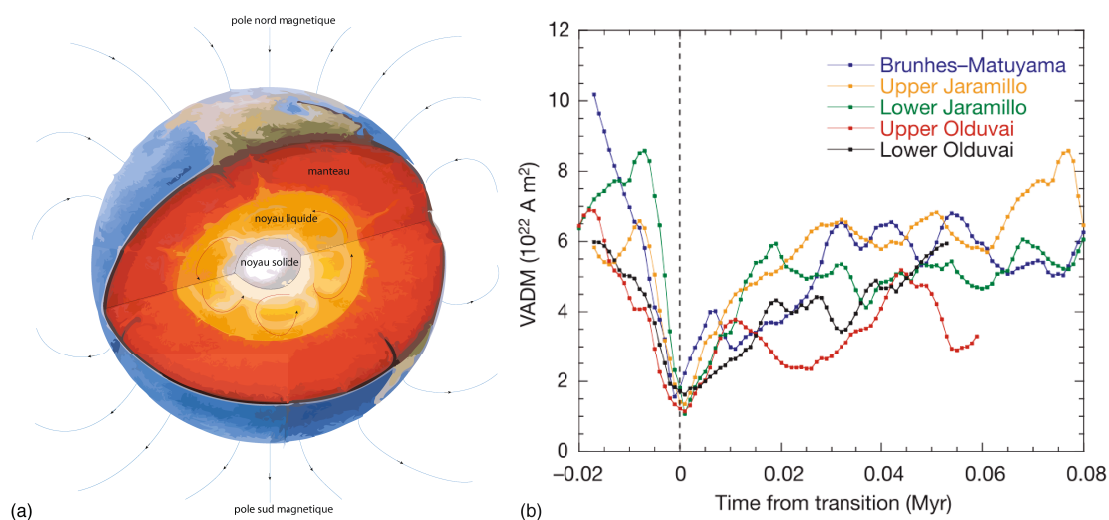 pole nord magnetique
manteau
noyau liquide
noyau solide
pole sud magnetique
(a)
12
10
8
6
4
2
0
VADM (10²² A m²)
Brunhes–Matuyama
Upper Jaramillo
Lower Jaramillo
Upper Olduvai
Lower Olduvai
−0.02 0 0.02 0.04 0.06 0.08
Time from transition (Myr)
(b)